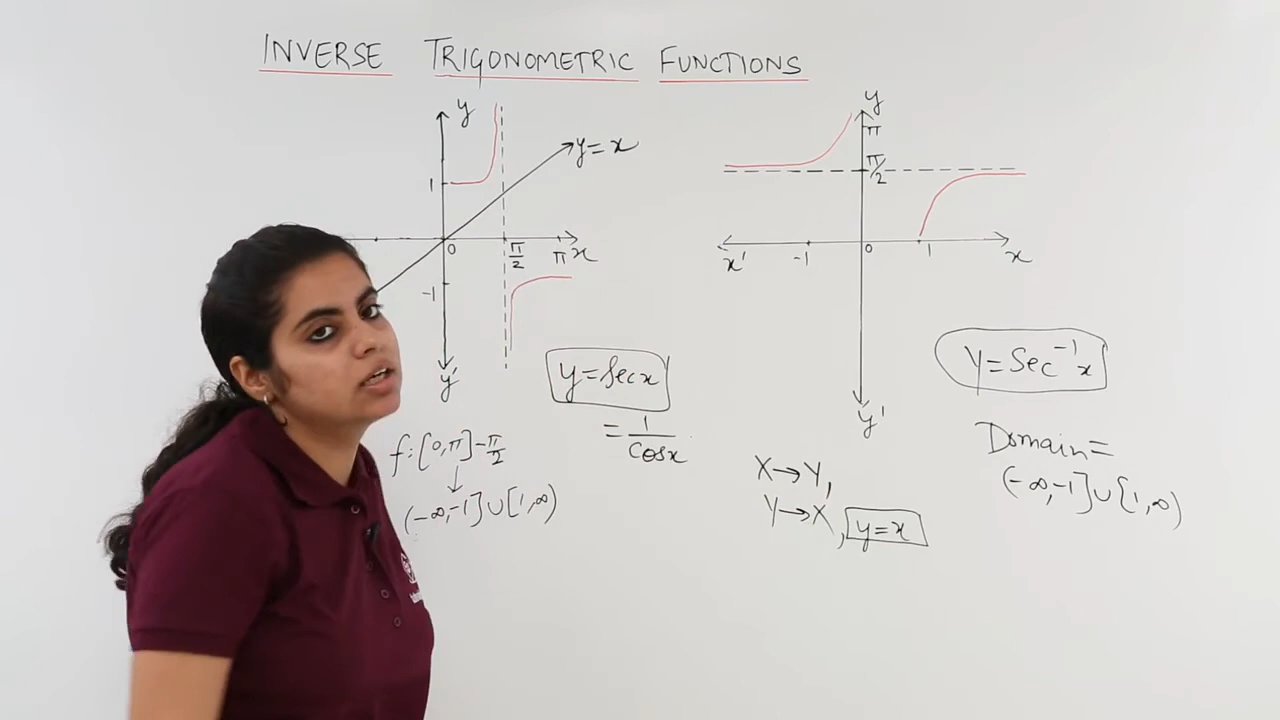 INVERSE TRIGONOMETRIC FUNCTIONS
y
1
y = x
0
π/2
π
x
-1
y'
y = sec x
= 1/cos x
f: [0, π] - π/2
↓
(-∞, -1] ∪ [1, ∞)
y
π
π/2
x'
-1
0
1
x
y'
Y = Sec⁻¹ x
X → Y,
Y → X, y = x
Domain =
(-∞, -1] ∪ [1, ∞)